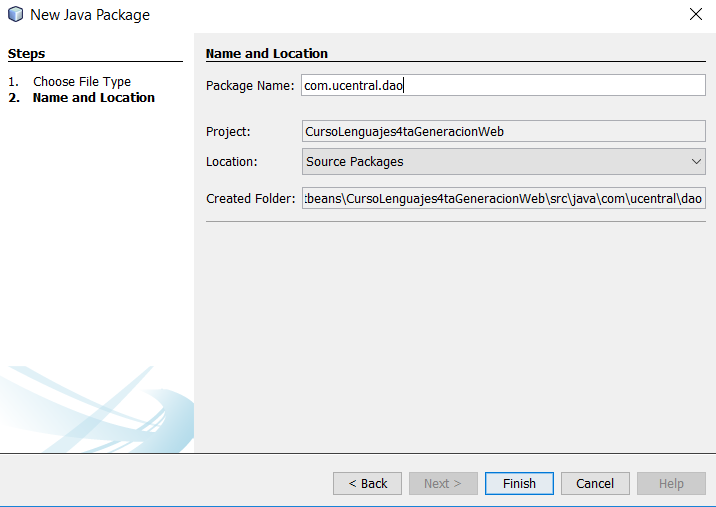 New Java Package
Steps
1. Choose File Type
2. Name and Location
Name and Location
Package Name: com.ucentral.dao
Project: CursoLenguajes4taGeneracionWeb
Location: Source Packages
Created Folder: :beans\CursoLenguajes4taGeneracionWeb\src\java\com\ucentral\dao
< Back Next > Finish Cancel Help